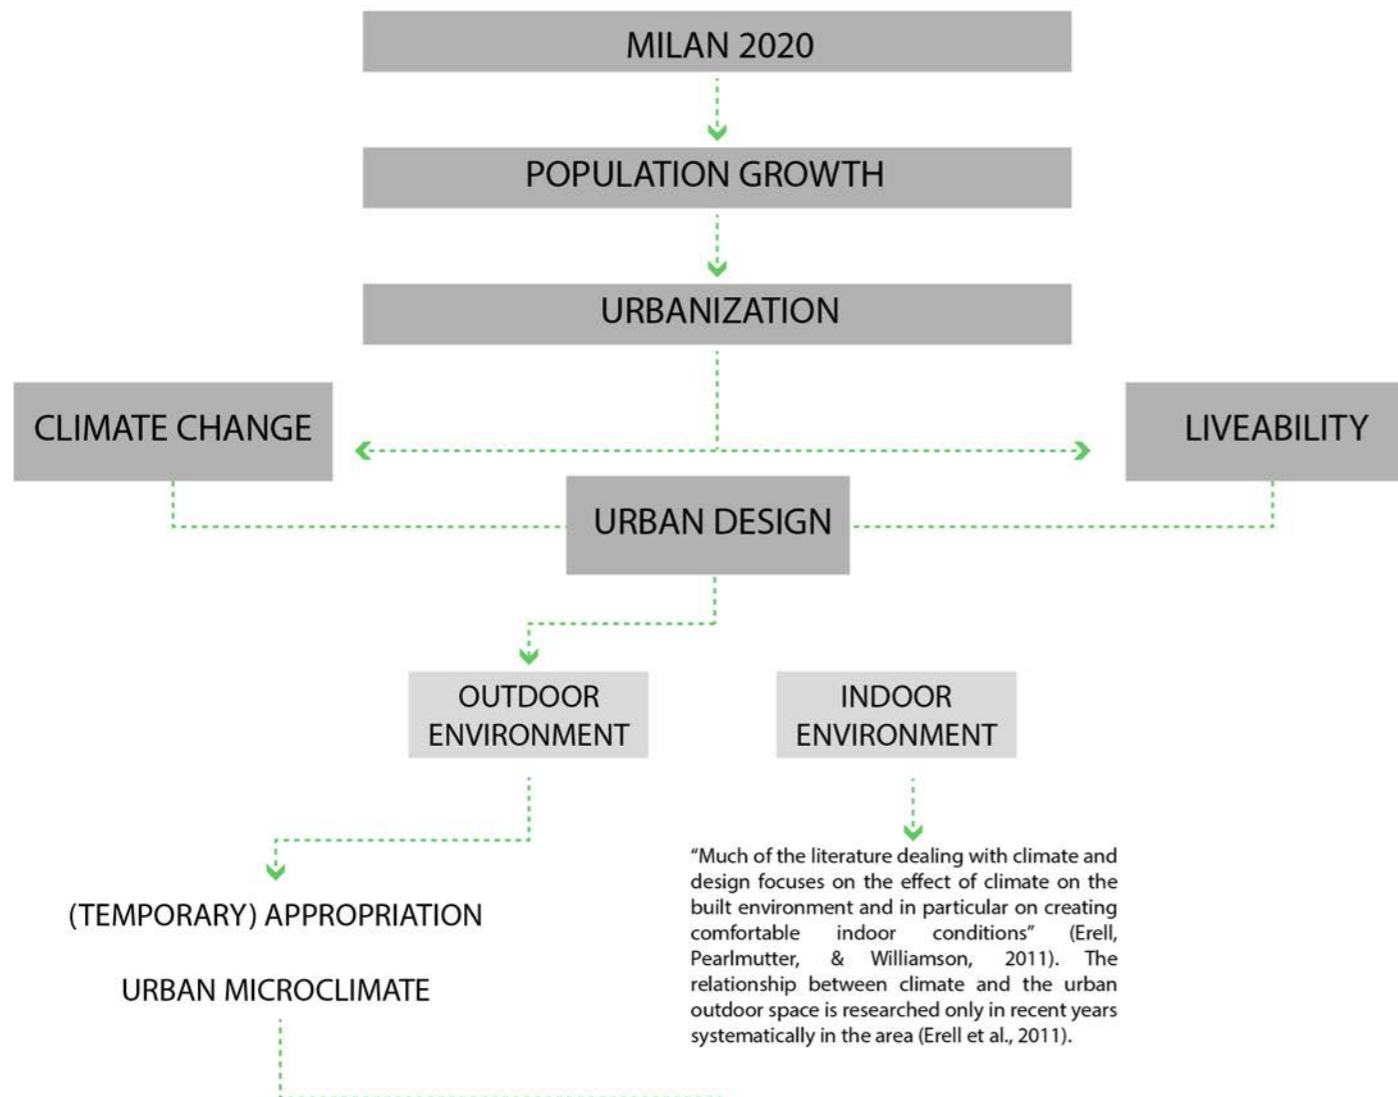 MILAN 2020
POPULATION GROWTH
URBANIZATION
CLIMATE CHANGE
LIVEABILITY
URBAN DESIGN
OUTDOOR
ENVIRONMENT
INDOOR
ENVIRONMENT
(TEMPORARY) APPROPRIATION
URBAN MICROCLIMATE
“Much of the literature dealing with climate and
design focuses on the effect of climate on the
built environment and in particular on creating
comfortable indoor conditions” (Erell,
Pearlmutter, & Williamson, 2011). The
relationship between climate and the urban
outdoor space is researched only in recent years
systematically in the area (Erell et al., 2011).